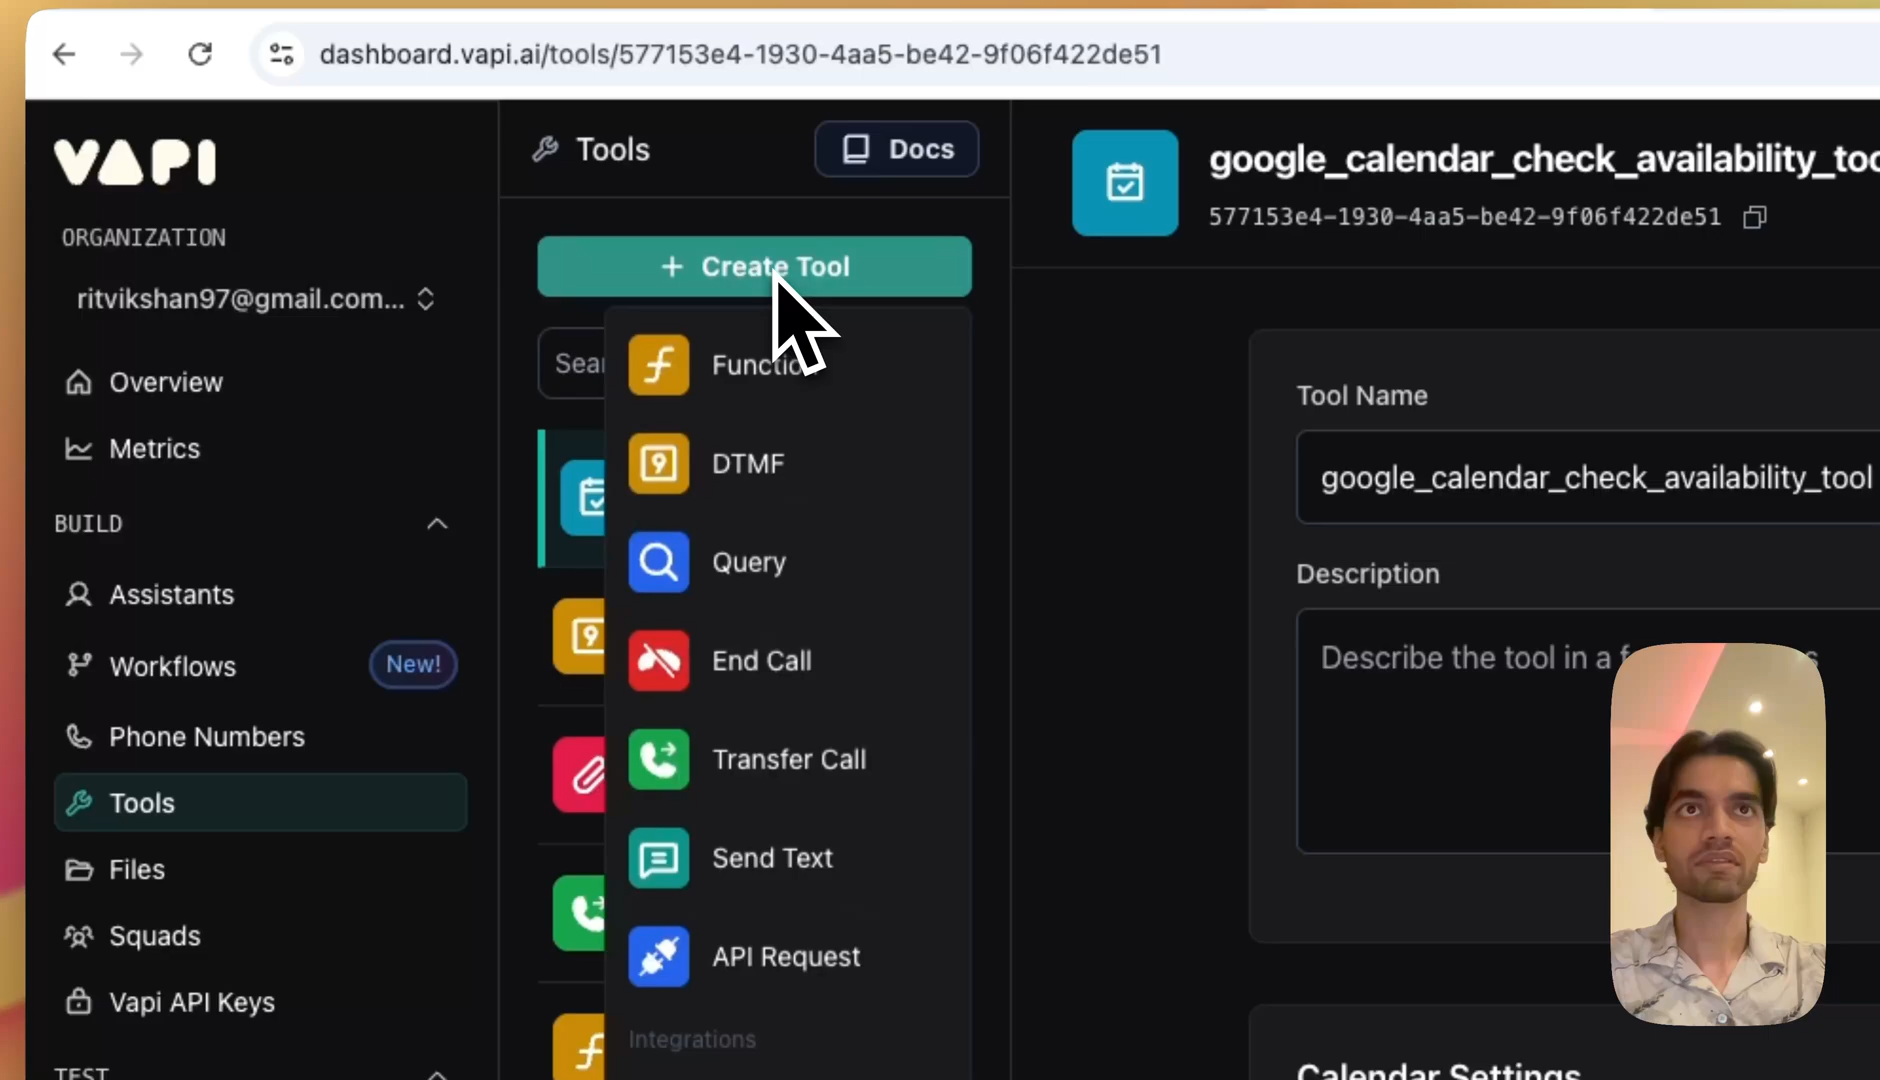 dashboard.vapi.ai/tools/577153e4-1930-4aa5-be42-9f06f422de51
VAPI
ORGANIZATION
ritvikshan97@gmail.com...
Overview
Metrics
BUILD
Assistants
Workflows
New!
Phone Numbers
Tools
Files
Squads
Vapi API Keys
TEST
Tools
Docs
+ Create Tool
Sear
Functio
DTMF
Query
End Call
Transfer Call
Send Text
API Request
Integrations
google_calendar_check_availability_too
577153e4-1930-4aa5-be42-9f06f422de51
Tool Name
google_calendar_check_availability_tool
Description
Describe the tool in a f
Calendar Settings